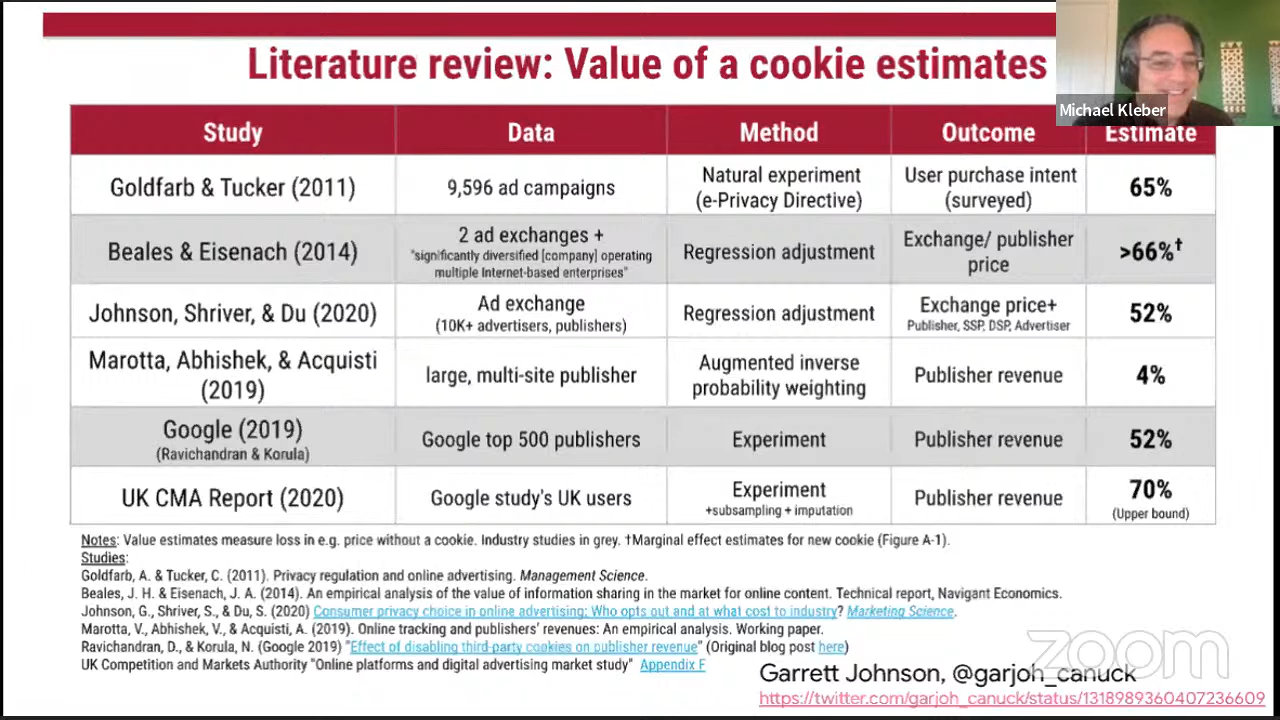 Literature review: Value of a cookie estimates
Michael Kleber
Study Data Method Outcome Estimate
Goldfarb & Tucker (2011) 9,596 ad campaigns Natural experiment (e-Privacy Directive) User purchase intent (surveyed) 65%
Beales & Eisenach (2014) 2 ad exchanges + "significantly diversified [company] operating multiple Internet-based enterprises" Regression adjustment Exchange/ publisher price >66%†
Johnson, Shriver, & Du (2020) Ad exchange (10K+ advertisers, publishers) Regression adjustment Exchange price+ Publisher, SSP, DSP, Advertiser 52%
Marotta, Abhishek, & Acquisti (2019) large, multi-site publisher Augmented inverse probability weighting Publisher revenue 4%
Google (2019) (Ravichandran & Korula) Google top 500 publishers Experiment Publisher revenue 52%
UK CMA Report (2020) Google study's UK users Experiment +subsampling + imputation Publisher revenue 70% (Upper bound)
Notes: Value estimates measure loss in e.g. price without a cookie. Industry studies in grey. †Marginal effect estimates for new cookie (Figure A-1).
Studies:
Goldfarb, A. & Tucker, C. (2011). Privacy regulation and online advertising. Management Science.
Beales, J. H. & Eisenach, J. A. (2014). An empirical analysis of the value of information sharing in the market for online content. Technical report, Navigant Economics.
Johnson, G., Shriver, S., & Du, S. (2020) Consumer privacy choice in online advertising: Who opts out and at what cost to industry? Marketing Science.
Marotta, V., Abhishek, V., & Acquisti, A. (2019). Online tracking and publishers' revenues: An empirical analysis. Working paper.
Ravichandran, D., & Korula, N. (Google 2019) "Effect of disabling third-party cookies on publisher revenue" (Original blog post here)
UK Competition and Markets Authority "Online platforms and digital advertising market study" Appendix F
zoom
Garrett Johnson, @garjoh_canuck
https://twitter.com/garjoh_canuck/status/1318989360407236609